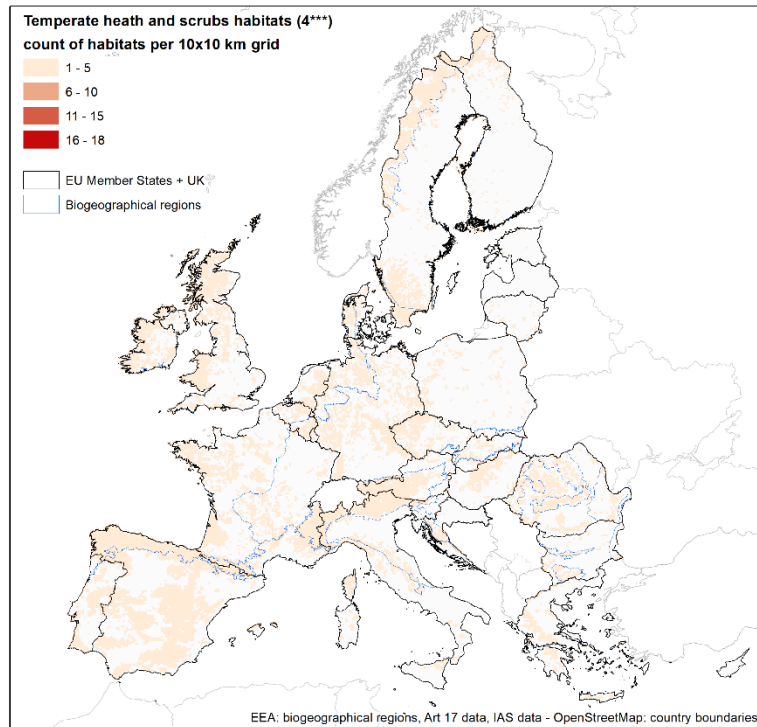 Temperate heath and scrubs habitats (4***)
count of habitats per 10x10 km grid
1 - 5
6 - 10
11 - 15
16 - 18
EU Member States + UK
Biogeographical regions
EEA: biogeographical regions, Art 17 data, IAS data - OpenStreetMap: country boundaries